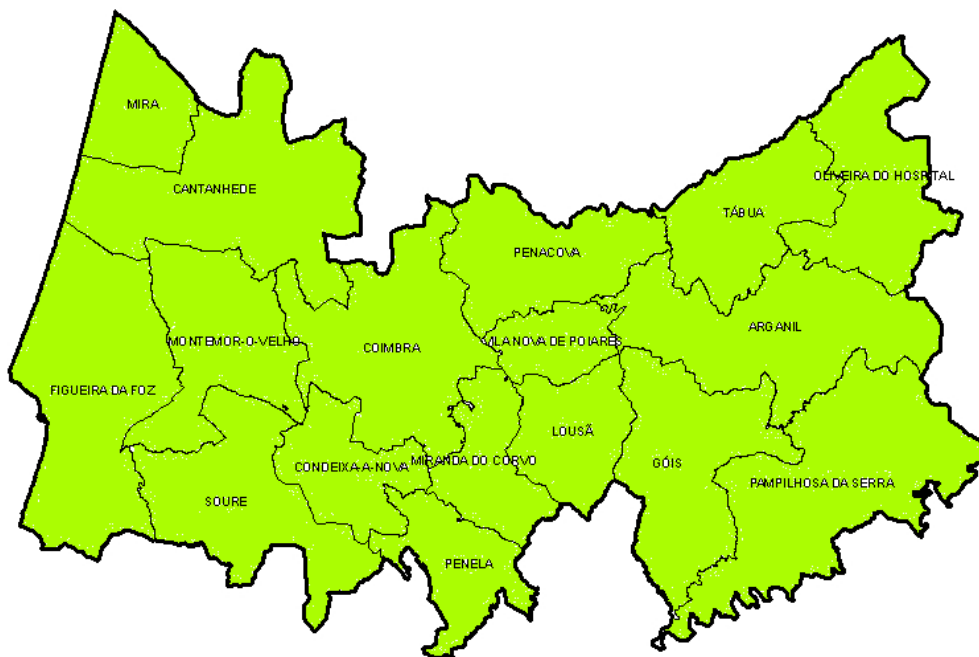 MIRA
CANTANHEDE
OLIVEIRA DO HOSPITAL
TÁBUA
PENACOVA
ARGANIL
MONTEMOR-O-VELHO
COIMBRA
VILA NOVA DE POIARES
FIGUEIRA DA FOZ
LOUSÃ
CONDEIXA-A-NOVA
MIRANDA DO CORVO
GÓIS
PAMPILHOSA DA SERRA
SOURE
PENELA